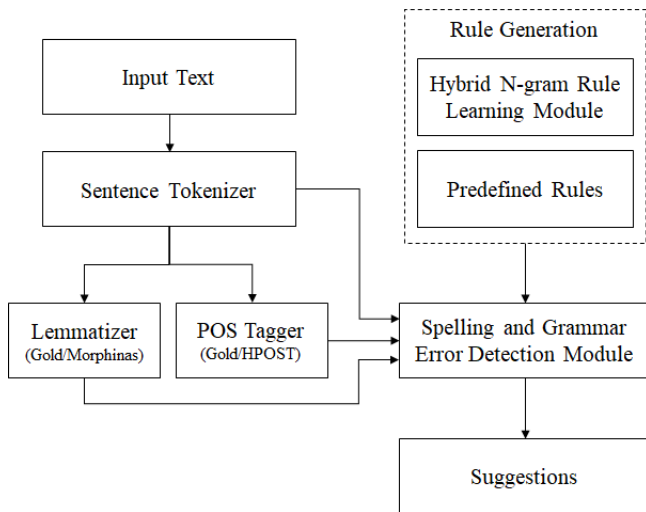 Rule Generation
Input Text
Hybrid N-gram Rule
Learning Module
Sentence Tokenizer
Predefined Rules
Lemmatizer
(Gold/Morphinas)
POS Tagger
(Gold/HPOST)
Spelling and Grammar
Error Detection Module
Suggestions